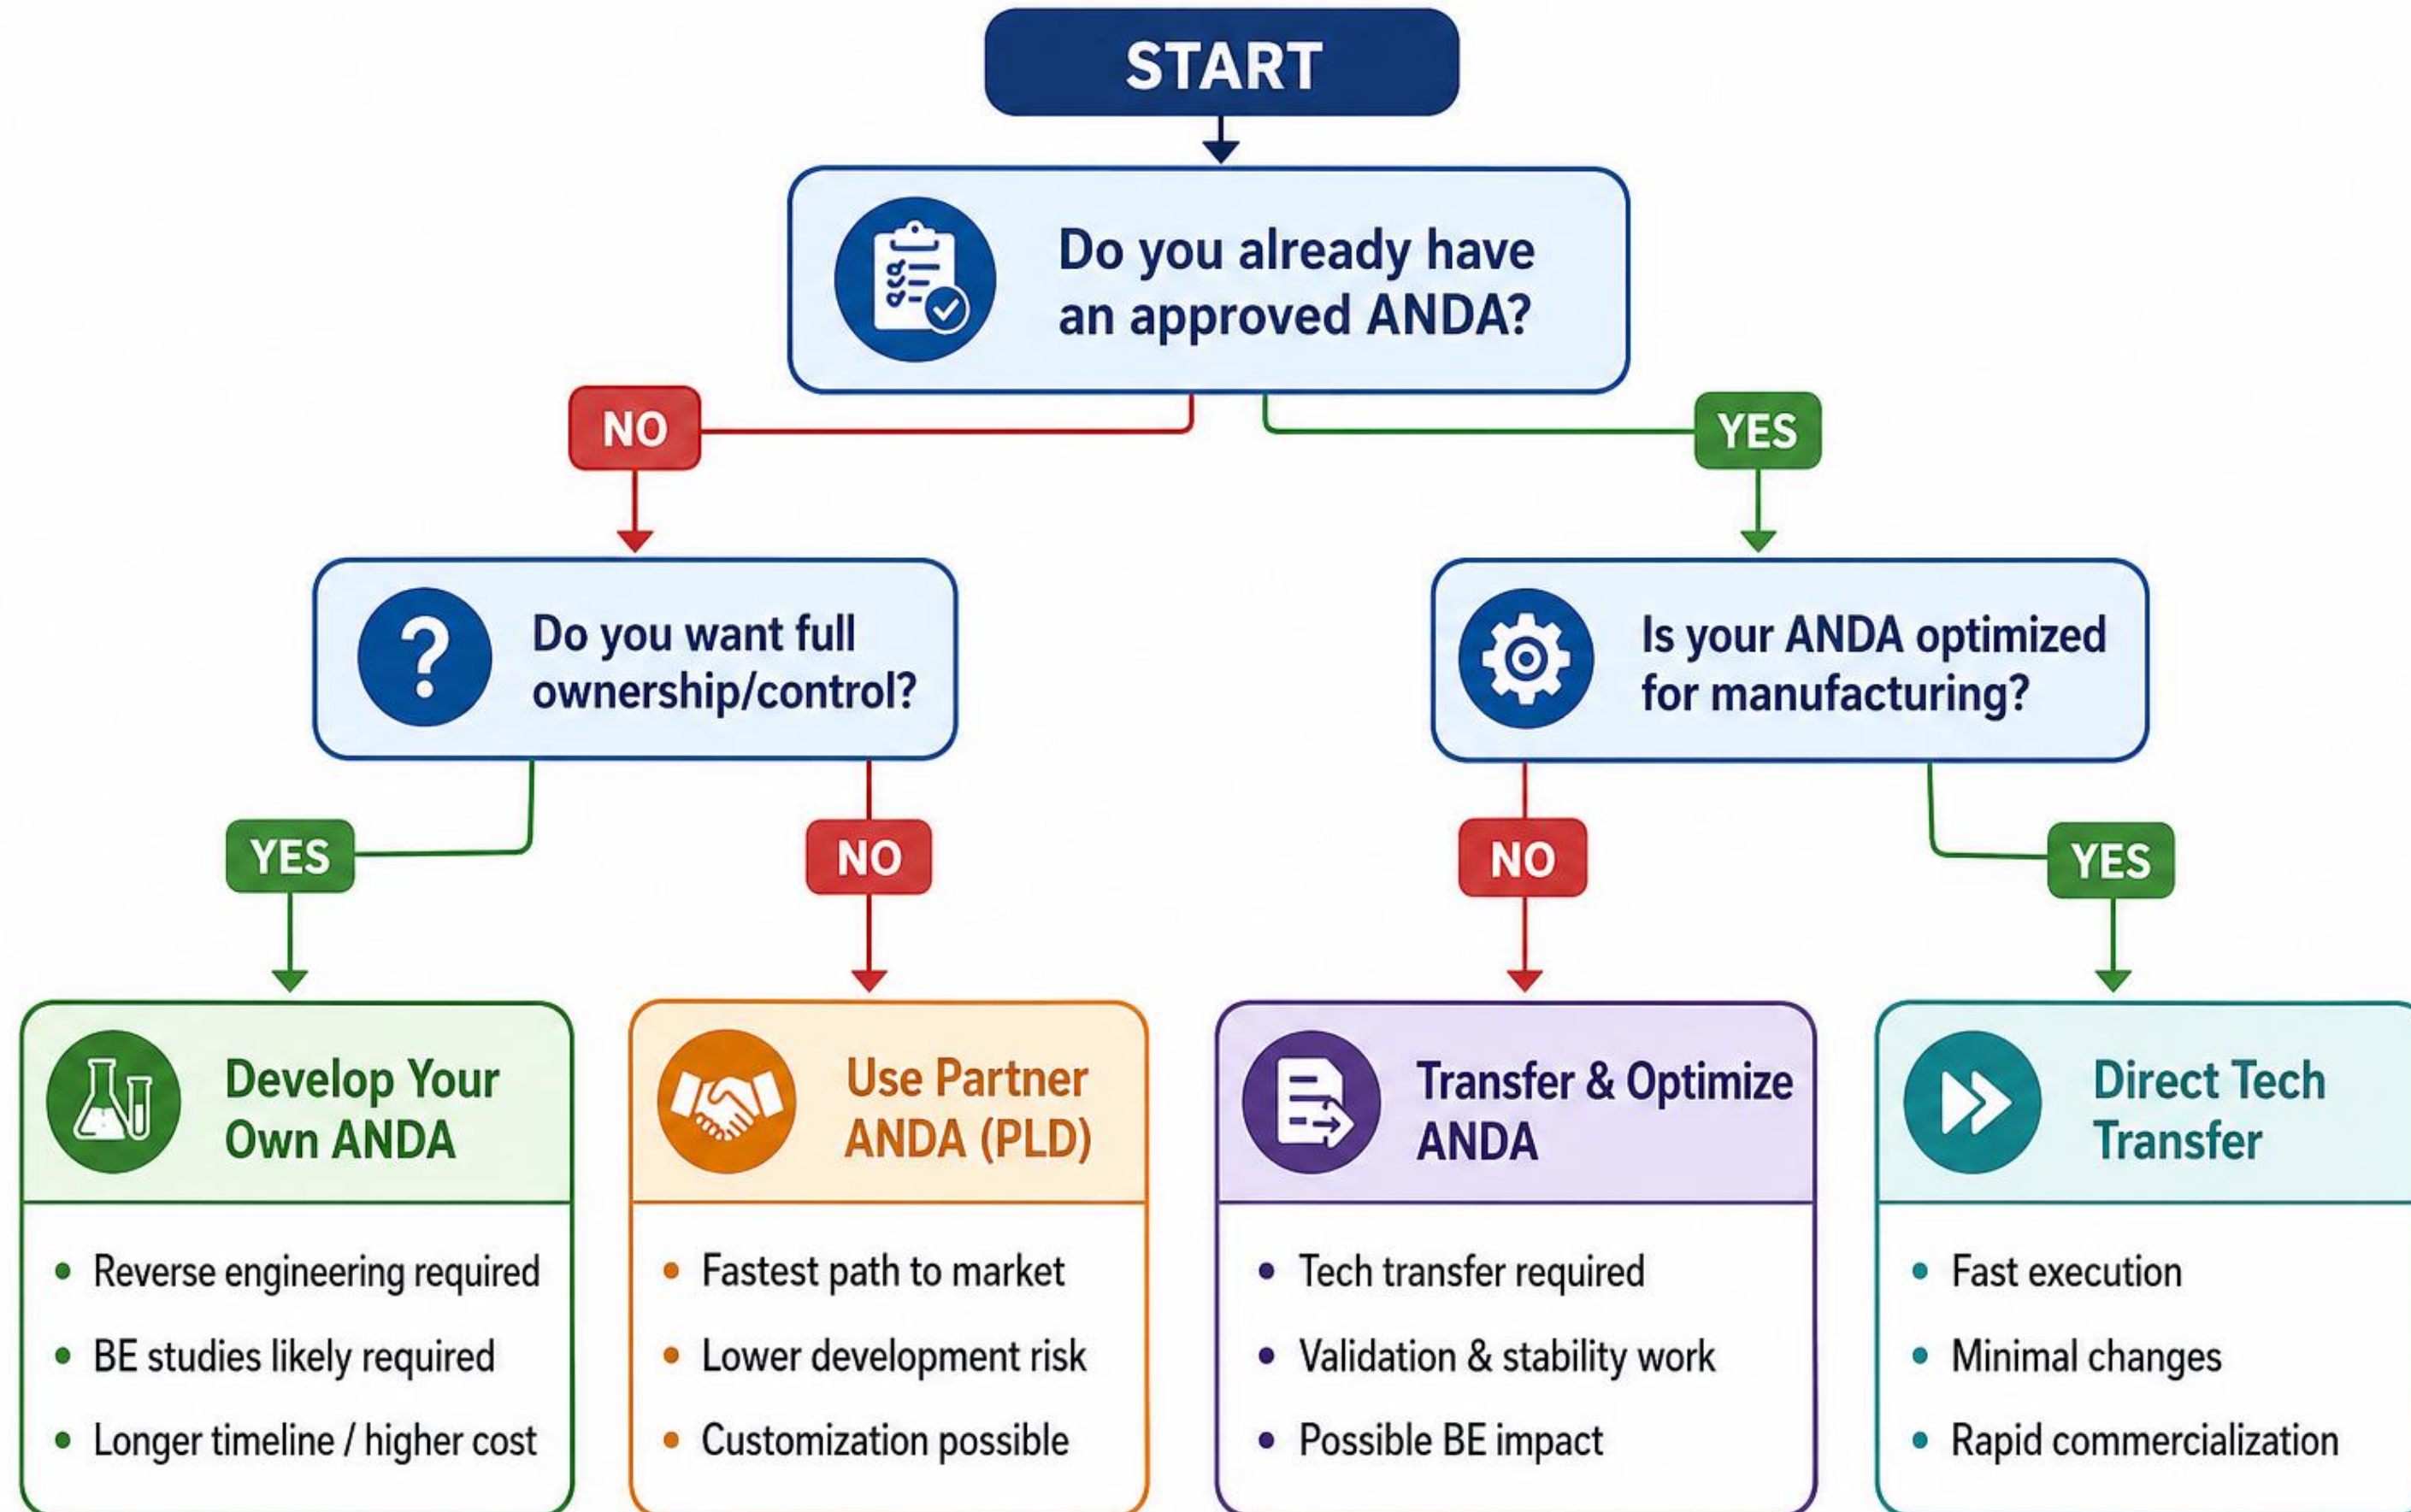 START
Do you already have
an approved ANDA?
NO
YES
Do you want full
ownership/control?
Is your ANDA optimized
for manufacturing?
YES
NO
NO
YES
Develop Your
Own ANDA
• Reverse engineering required
• BE studies likely required
• Longer timeline / higher cost
Use Partner
ANDA (PLD)
• Fastest path to market
• Lower development risk
• Customization possible
Transfer & Optimize
ANDA
• Tech transfer required
• Validation & stability work
• Possible BE impact
Direct Tech
Transfer
• Fast execution
• Minimal changes
• Rapid commercialization